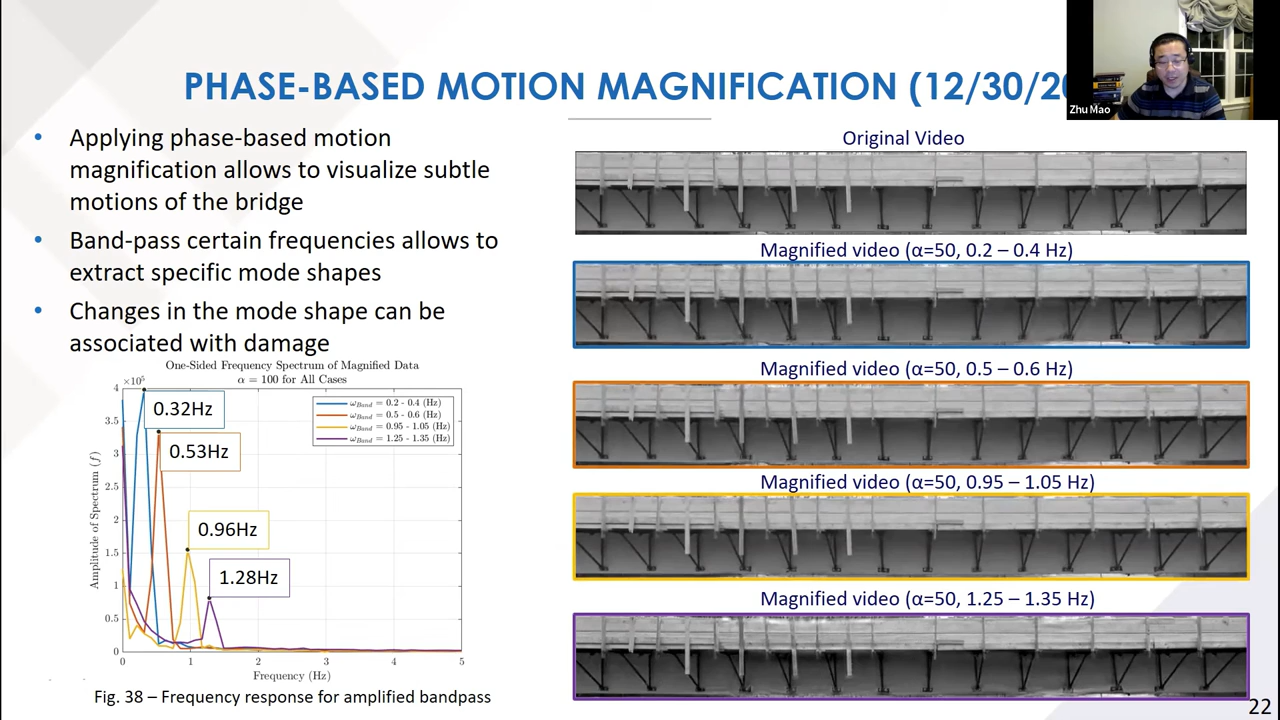 PHASE-BASED MOTION MAGNIFICATION (12/30/20
Zhu Mao
• Applying phase-based motion
magnification allows to visualize subtle
motions of the bridge
• Band-pass certain frequencies allows to
extract specific mode shapes
• Changes in the mode shape can be
associated with damage
One-Sided Frequency Spectrum of Magnified Data
α = 100 for All Cases
×10⁵
4
3.5
3
2.5
2
1.5
1
0.5
0
Amplitude of Spectrum (f)
0.32Hz
0.53Hz
0.96Hz
1.28Hz
ωBand = 0.2 - 0.4 (Hz)
ωBand = 0.5 - 0.6 (Hz)
ωBand = 0.95 - 1.05 (Hz)
ωBand = 1.25 - 1.35 (Hz)
0 1 2 3 4 5
Frequency (Hz)
Fig. 38 – Frequency response for amplified bandpass
Original Video
Magnified video (α=50, 0.2 – 0.4 Hz)
Magnified video (α=50, 0.5 – 0.6 Hz)
Magnified video (α=50, 0.95 – 1.05 Hz)
Magnified video (α=50, 1.25 – 1.35 Hz)
22